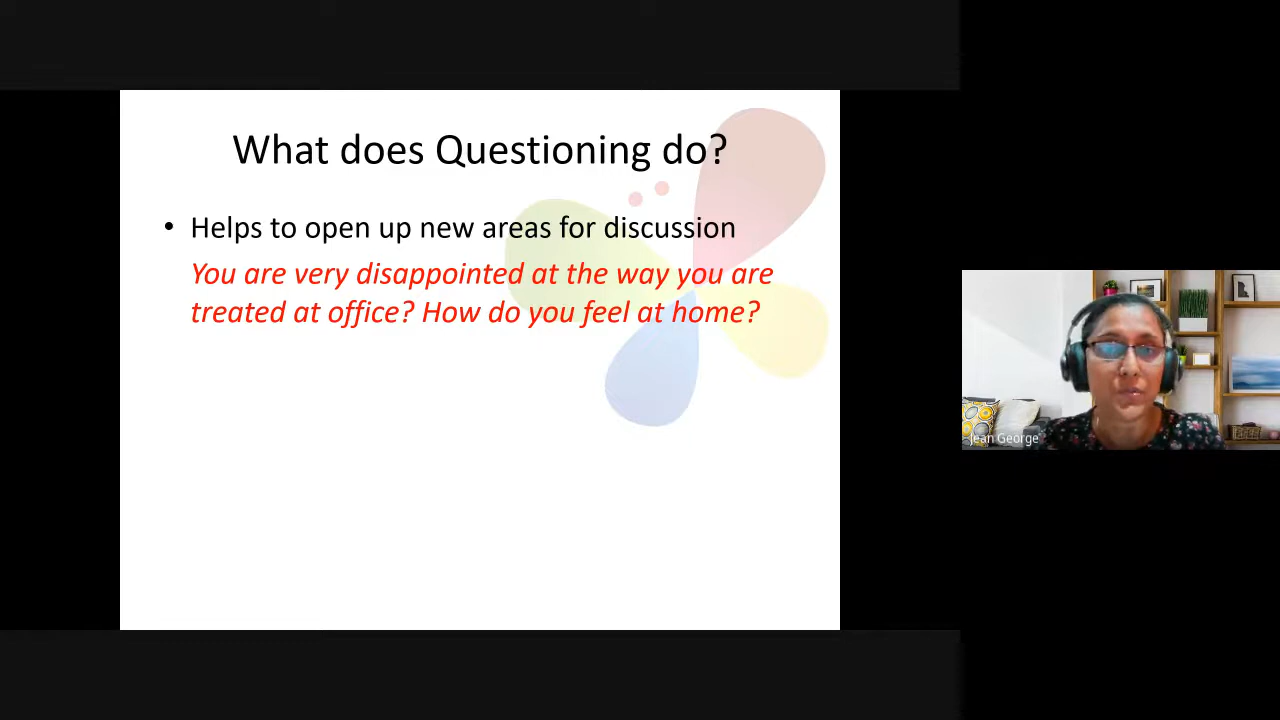 What does Questioning do?
• Helps to open up new areas for discussion
You are very disappointed at the way you are
treated at office? How do you feel at home?
Jean George